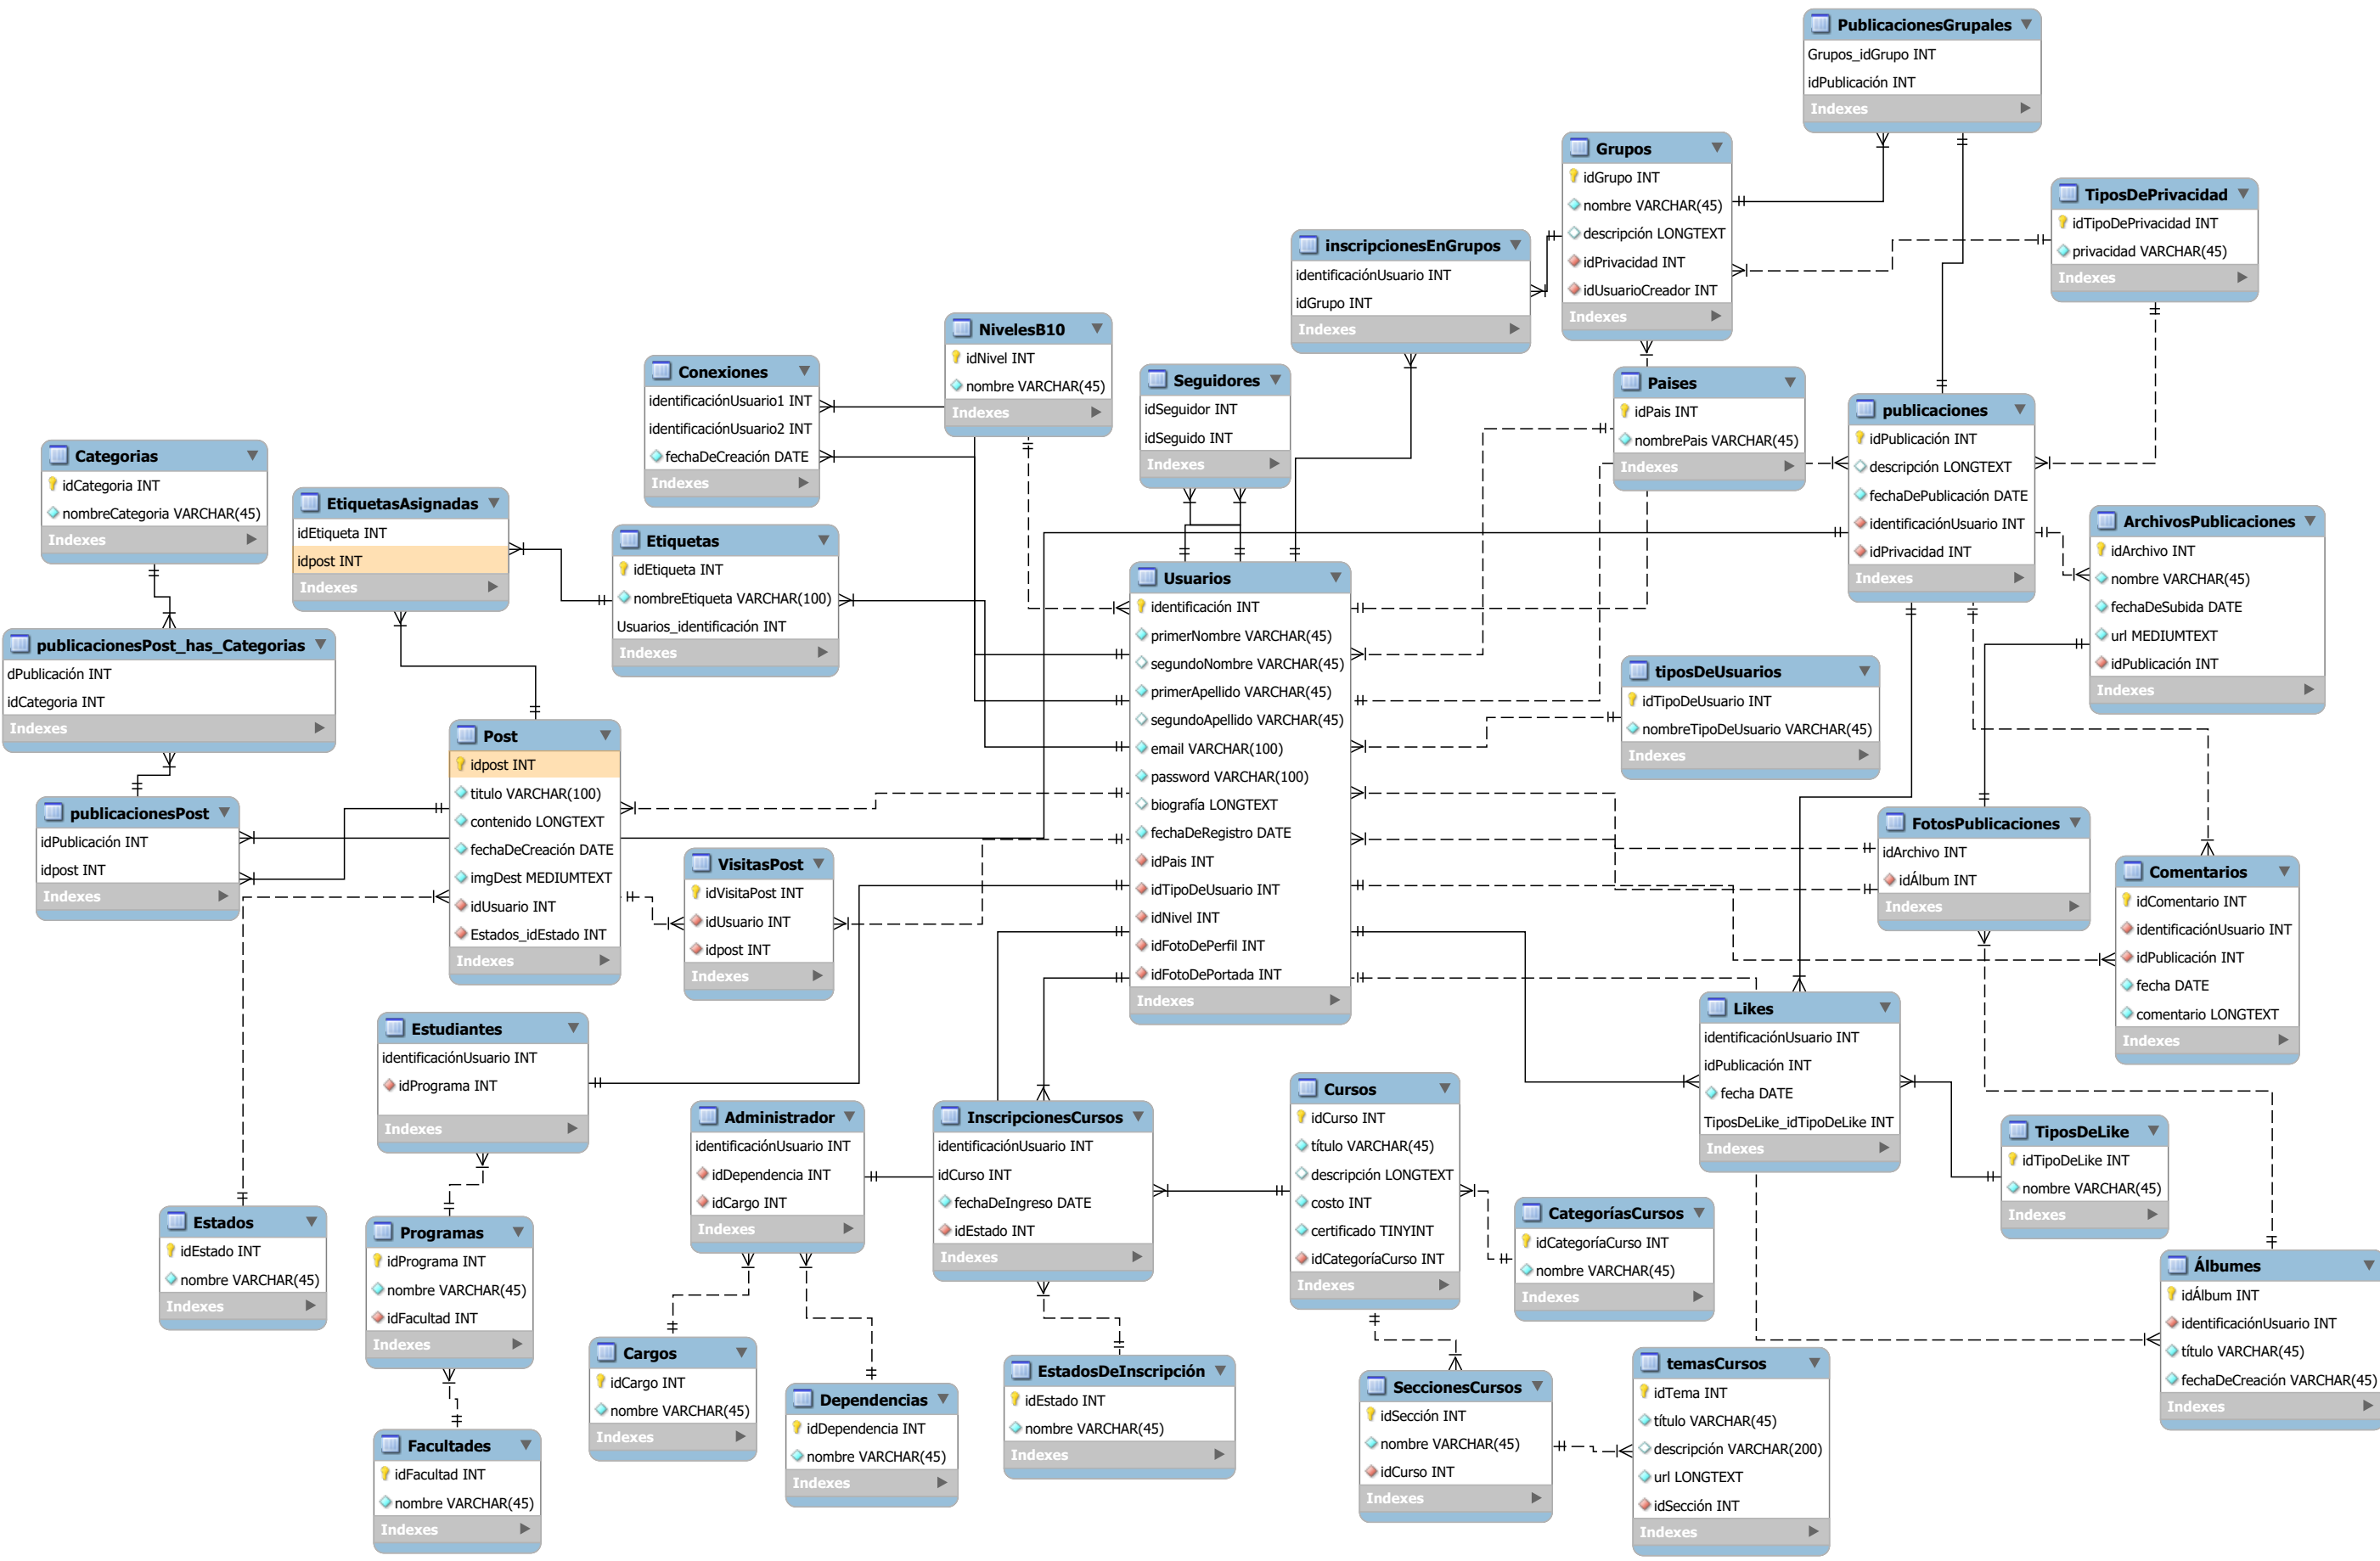 PublicacionesGrupales
Grupos_idGrupo INT
idPublicación INT
Indexes
Grupos
idGrupo INT
nombre VARCHAR(45)
descripción LONGTEXT
idPrivacidad INT
idUsuarioCreador INT
Indexes
TiposDePrivacidad
idTipoDePrivacidad INT
privacidad VARCHAR(45)
Indexes
inscripcionesEnGrupos
identificaciónUsuario INT
idGrupo INT
Indexes
NivelesB10
idNivel INT
nombre VARCHAR(45)
Indexes
Conexiones
identificaciónUsuario1 INT
identificaciónUsuario2 INT
fechaDeCreación DATE
Indexes
Seguidores
idSeguidor INT
idSeguido INT
Indexes
Paises
idPais INT
nombrePais VARCHAR(45)
Indexes
publicaciones
idPublicación INT
descripción LONGTEXT
fechaDePublicación DATE
identificaciónUsuario INT
idPrivacidad INT
Indexes
Categorias
idCategoria INT
nombreCategoria VARCHAR(45)
Indexes
EtiquetasAsignadas
idEtiqueta INT
idpost INT
Indexes
Etiquetas
idEtiqueta INT
nombreEtiqueta VARCHAR(100)
Usuarios_identificación INT
Indexes
ArchivosPublicaciones
idArchivo INT
nombre VARCHAR(45)
fechaDeSubida DATE
url MEDIUMTEXT
idPublicación INT
Indexes
Usuarios
identificación INT
primerNombre VARCHAR(45)
segundoNombre VARCHAR(45)
primerApellido VARCHAR(45)
segundoApellido VARCHAR(45)
email VARCHAR(100)
password VARCHAR(100)
biografía LONGTEXT
fechaDeRegistro DATE
idPais INT
idTipoDeUsuario INT
idNivel INT
idFotoDePerfil INT
idFotoDePortada INT
Indexes
publicacionesPost_has_Categorias
dPublicación INT
idCategoria INT
Indexes
tiposDeUsuarios
idTipoDeUsuario INT
nombreTipoDeUsuario VARCHAR(45)
Indexes
Post
idpost INT
titulo VARCHAR(100)
contenido LONGTEXT
fechaDeCreación DATE
imgDest MEDIUMTEXT
idUsuario INT
Estados_idEstado INT
Indexes
publicacionesPost
idPublicación INT
idpost INT
Indexes
VisitasPost
idVisitaPost INT
idUsuario INT
idpost INT
Indexes
FotosPublicaciones
idArchivo INT
idÁlbum INT
Indexes
Comentarios
idComentario INT
identificaciónUsuario INT
idPublicación INT
fecha DATE
comentario LONGTEXT
Indexes
Likes
identificaciónUsuario INT
idPublicación INT
fecha DATE
TiposDeLike_idTipoDeLike INT
Indexes
Estudiantes
identificaciónUsuario INT
idPrograma INT
Indexes
Administrador
identificaciónUsuario INT
idDependencia INT
idCargo INT
Indexes
InscripcionesCursos
identificaciónUsuario INT
idCurso INT
fechaDeIngreso DATE
idEstado INT
Indexes
Cursos
idCurso INT
título VARCHAR(45)
descripción LONGTEXT
costo INT
certificado TINYINT
idCategoríaCurso INT
Indexes
TiposDeLike
idTipoDeLike INT
nombre VARCHAR(45)
Indexes
CategoríasCursos
idCategoríaCurso INT
nombre VARCHAR(45)
Indexes
Estados
idEstado INT
nombre VARCHAR(45)
Indexes
Programas
idPrograma INT
nombre VARCHAR(45)
idFacultad INT
Indexes
Álbumes
idÁlbum INT
identificaciónUsuario INT
título VARCHAR(45)
fechaDeCreación VARCHAR(45)
Indexes
Cargos
idCargo INT
nombre VARCHAR(45)
Indexes
Dependencias
idDependencia INT
nombre VARCHAR(45)
Indexes
EstadosDeInscripción
idEstado INT
nombre VARCHAR(45)
Indexes
SeccionesCursos
idSección INT
nombre VARCHAR(45)
idCurso INT
Indexes
temasCursos
idTema INT
título VARCHAR(45)
descripción VARCHAR(200)
url LONGTEXT
idSección INT
Indexes
Facultades
idFacultad INT
nombre VARCHAR(45)
Indexes